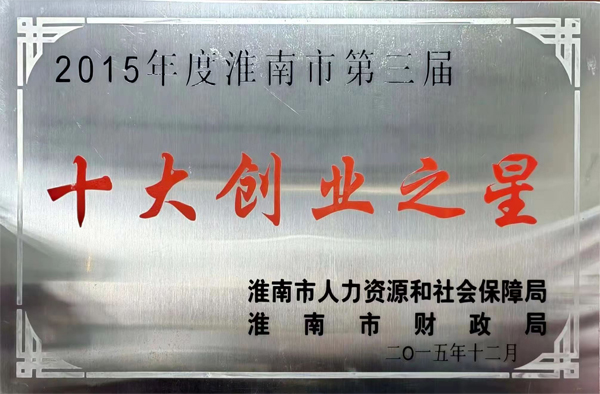 2015年度淮南市第三届
十大创业之星
淮南市人力资源和社会保障局
淮南市财政局
二〇一五年十二月